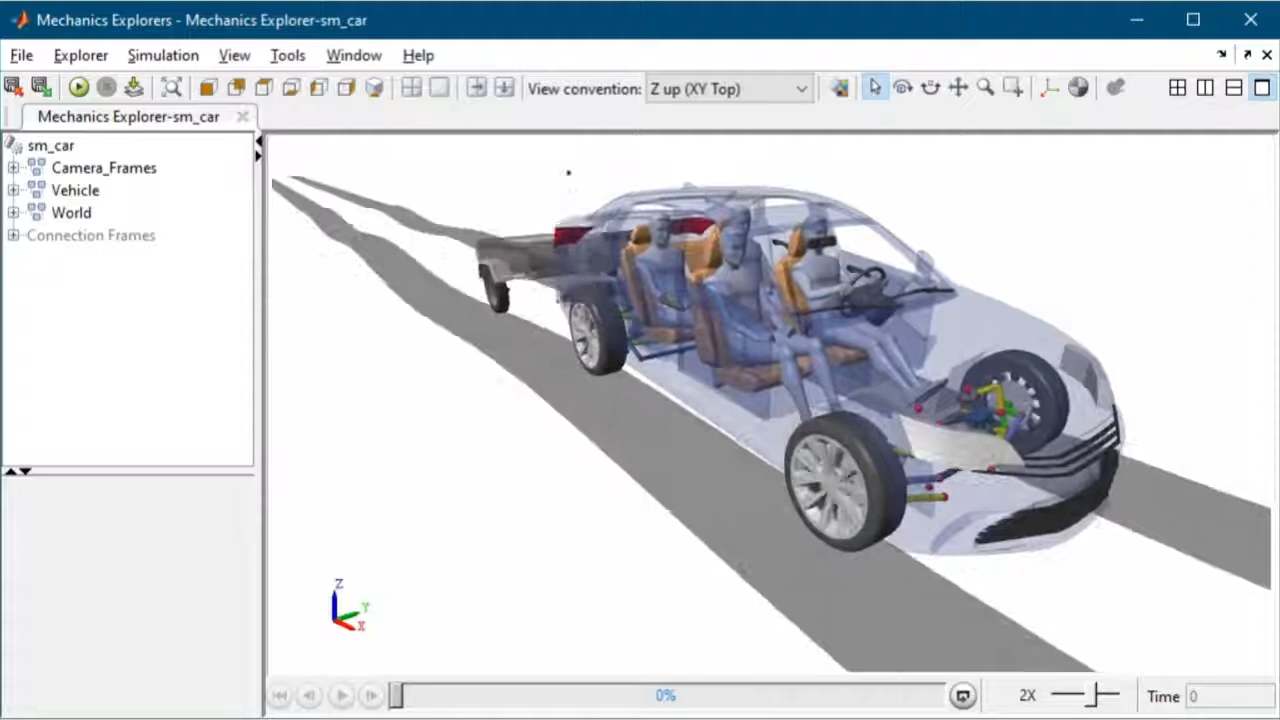 Mechanics Explorers - Mechanics Explorer-sm_car
File Explorer Simulation View Tools Window Help
View convention: Z up (XY Top)
Mechanics Explorer-sm_car
sm_car
Camera_Frames
Vehicle
World
Connection Frames
Z
Y
X
0%
2X
Time 0